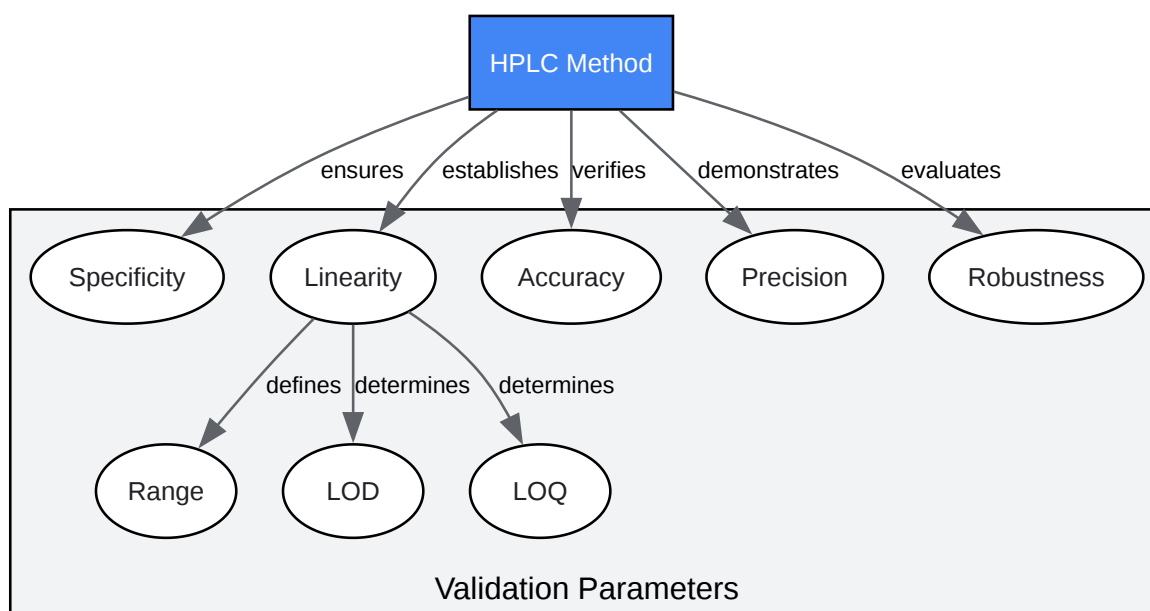 HPLC Method
ensures
establishes
verifies
demonstrates
evaluates
Specificity
Linearity
Accuracy
Precision
Robustness
defines
determines
determines
Range
LOD
LOQ
Validation Parameters